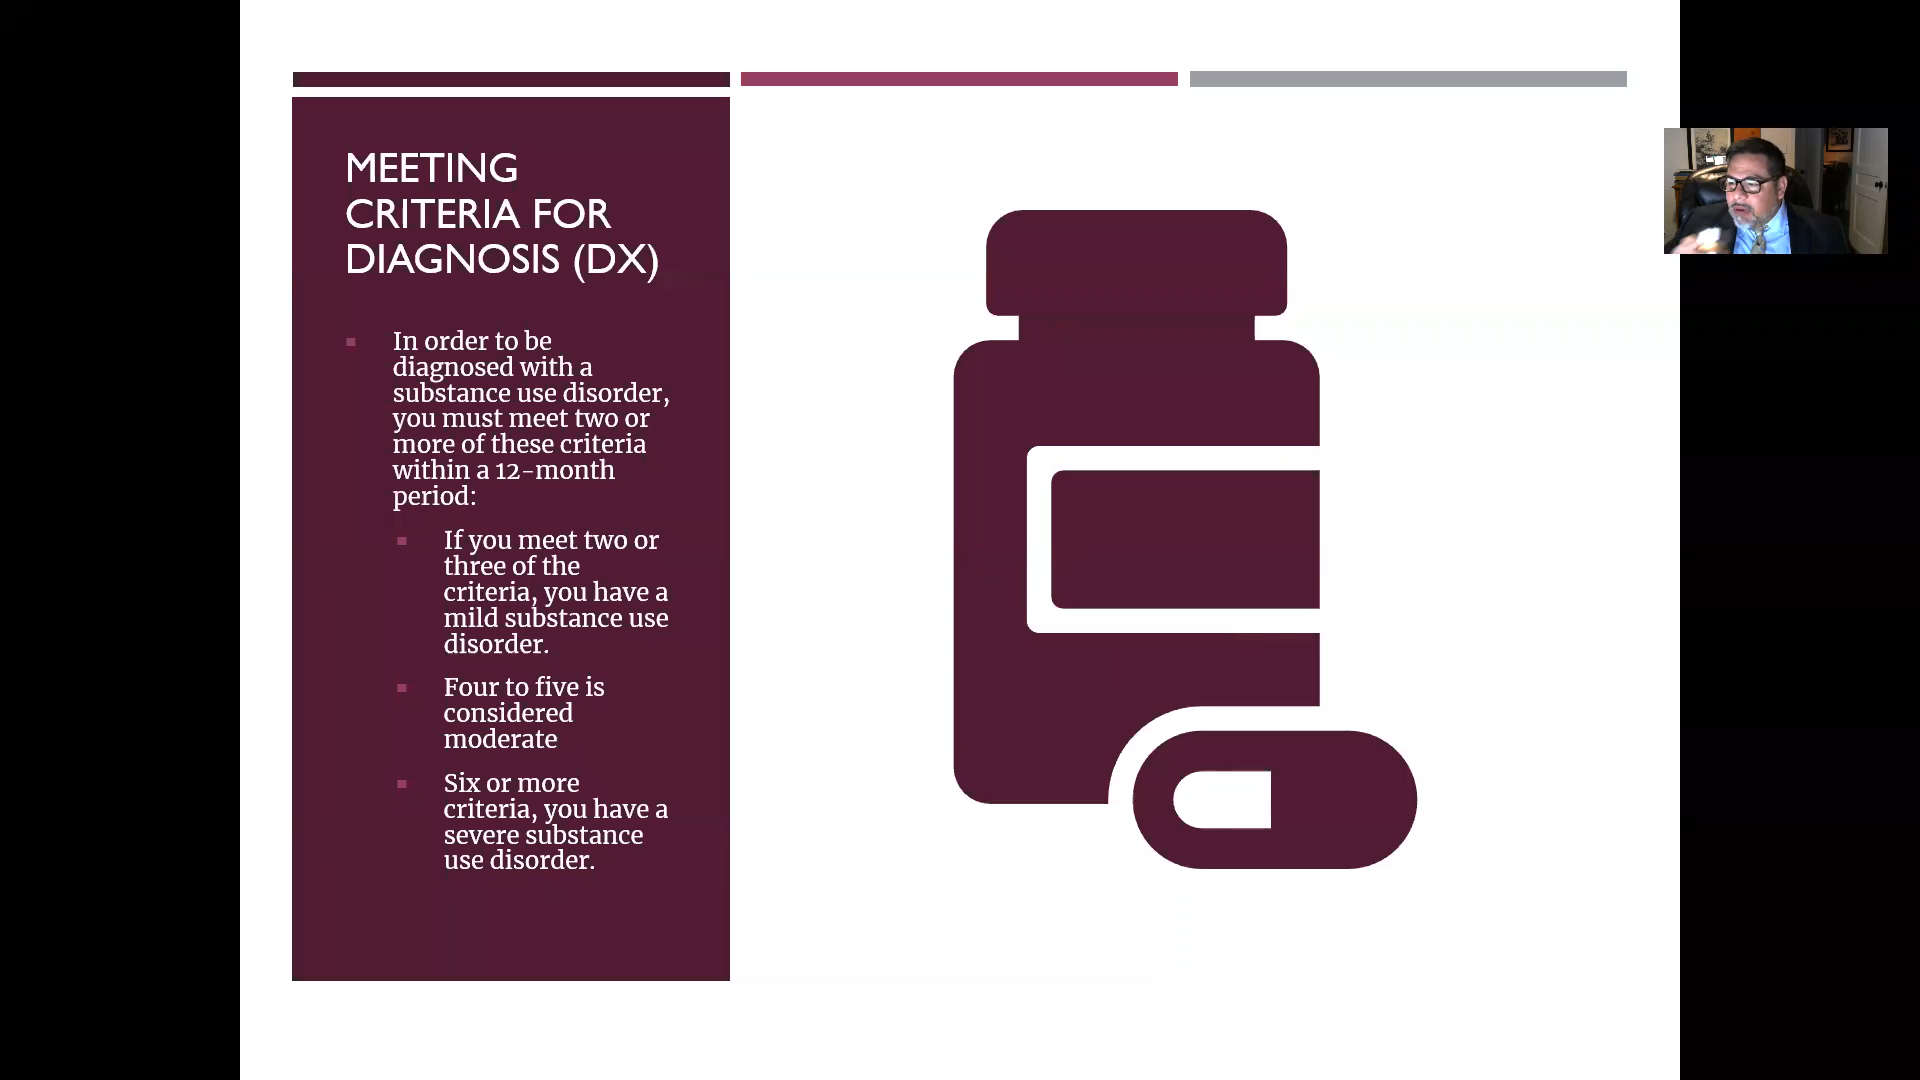 MEETING
CRITERIA FOR
DIAGNOSIS (DX)
In order to be
diagnosed with a
substance use disorder,
you must meet two or
more of these criteria
within a 12-month
period:
If you meet two or
three of the
criteria, you have a
mild substance use
disorder.
Four to five is
considered
moderate
Six or more
criteria, you have a
severe substance
use disorder.